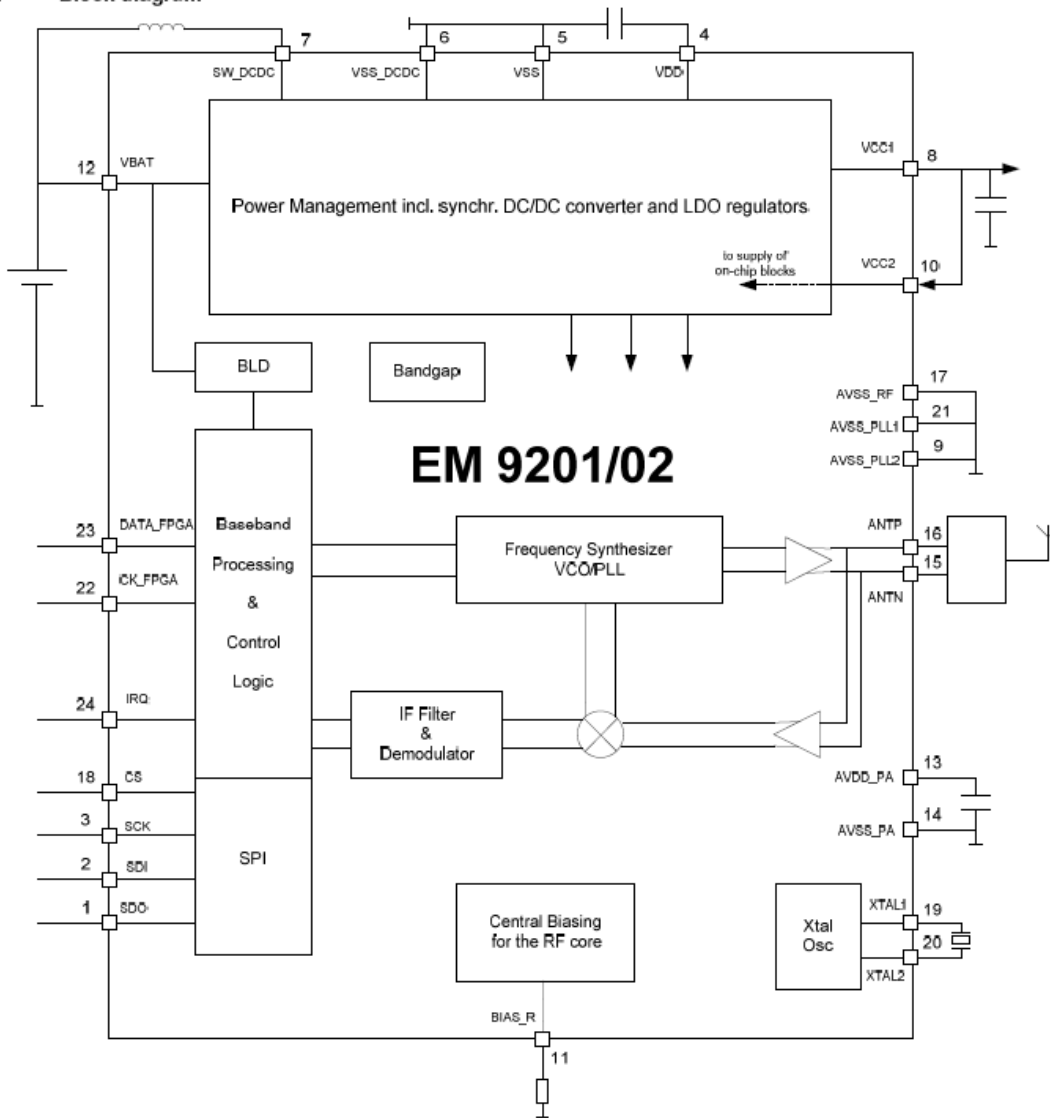 Block diagram
7
6
5
4
SW_DCDC
VSS_DCDC
VSS
VDD
12
VBAT
VCC1
8
Power Management incl. synchr. DC/DC converter and LDO regulators
to supply of
on-chip blocks
VCC2
10
BLD
Bandgap
17
AVSS_RF
21
AVSS_PLL1
9
AVSS_PLL2
EM 9201/02
23
DATA_FPGA
22
CK_FPGA
Baseband
Processing
&
Control
Logic
Frequency Synthesizer
VCO/PLL
ANTP
16
15
ANTN
24
IRQ
IF Filter
&
Demodulator
18
CS
3
SCK
2
SDI
1
SDO
SPI
13
AVDD_PA
14
AVSS_PA
Central Biasing
for the RF core
Xtal
Osc
XTAL1
19
20
XTAL2
BIAS_R
11